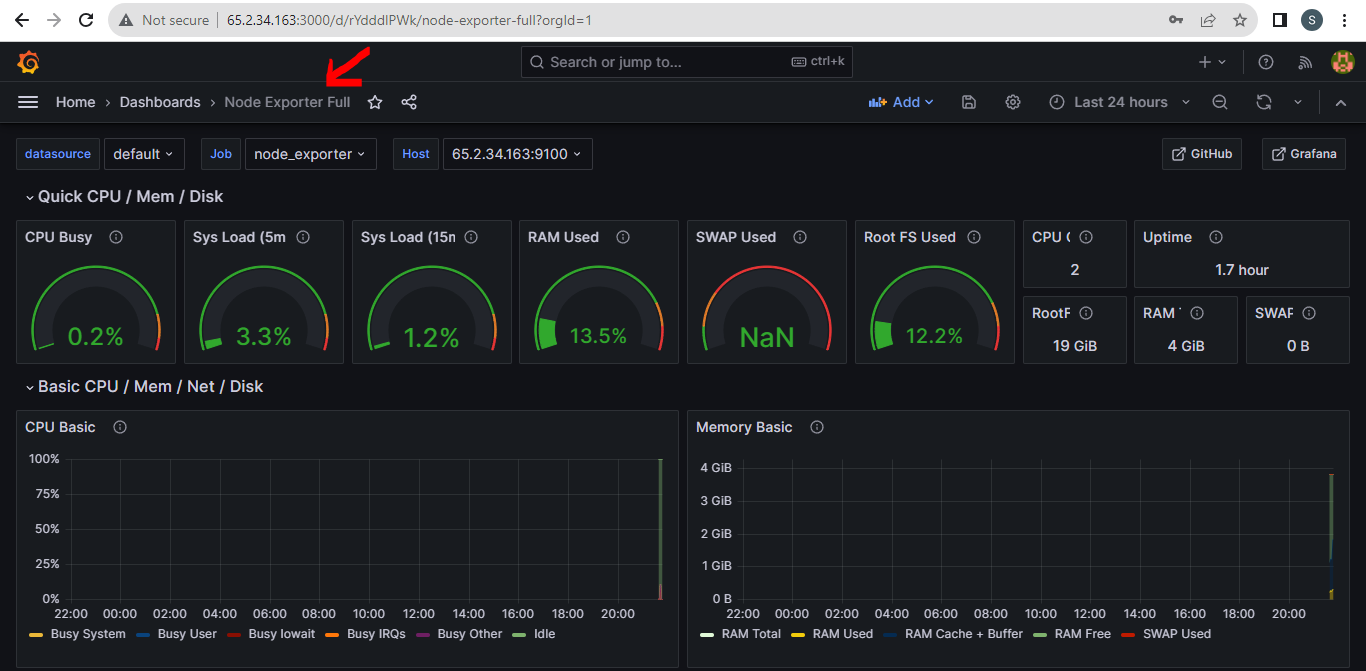 Not secure 65.2.34.163:3000/d/rYdddlPWk/node-exporter-full?orgId=1 S
Search or jump to... ctrl+k
Home › Dashboards › Node Exporter Full Add Last 24 hours
datasource default Job node_exporter Host 65.2.34.163:9100 GitHub Grafana
Quick CPU / Mem / Disk
CPU Busy Sys Load (5m Sys Load (15m RAM Used SWAP Used Root FS Used CPU C Uptime
2 1.7 hour
0.2% 3.3% 1.2% 13.5% NaN 12.2%
RootF RAM T SWAP
19 GiB 4 GiB 0 B
Basic CPU / Mem / Net / Disk
CPU Basic
100%
75%
50%
25%
0%
22:00 00:00 02:00 04:00 06:00 08:00 10:00 12:00 14:00 16:00 18:00 20:00
Busy System Busy User Busy Iowait Busy IRQs Busy Other Idle
Memory Basic
4 GiB
3 GiB
2 GiB
1 GiB
0 B
22:00 00:00 02:00 04:00 06:00 08:00 10:00 12:00 14:00 16:00 18:00 20:00
RAM Total RAM Used RAM Cache + Buffer RAM Free SWAP Used